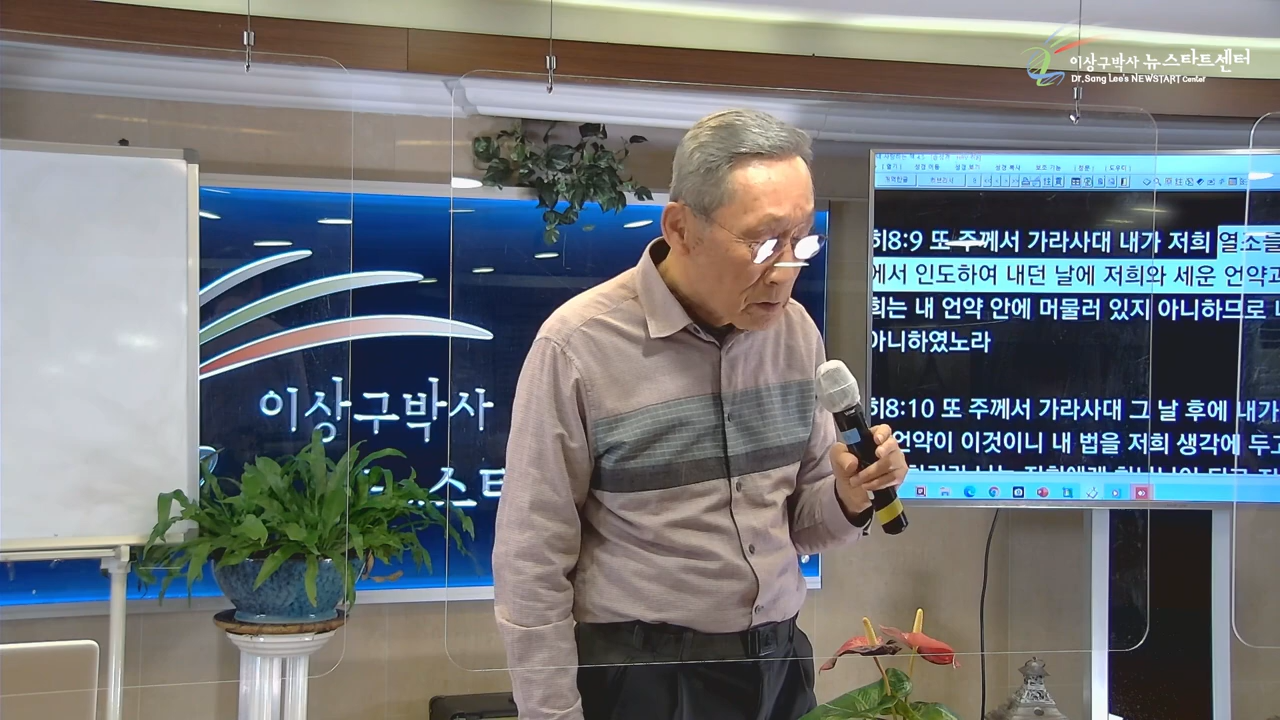 이상구박사 뉴스타트센터
Dr.Sang Lee's NEWSTART Center
히8:9 또 주께서 가라사대 내가 저희 열조를
에서 인도하여 내던 날에 저희와 세운 언약과
희는 내 언약 안에 머물러 있지 아니하므로
아니하였노라
히8:10 또 주께서 가라사대 그 날 후에 내가
언약이 이것이니 내 법을 저희 생각에 두고
이상구박사
스타